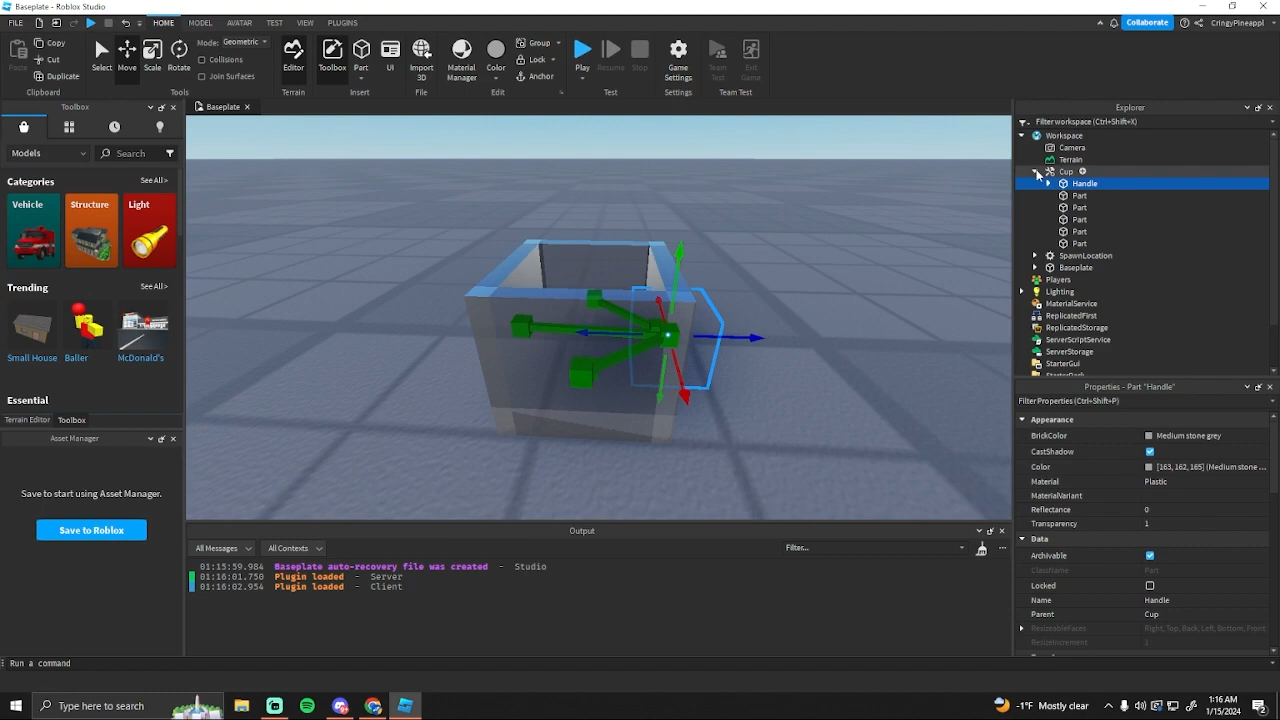 Baseplate - Roblox Studio
FILE HOME MODEL AVATAR TEST VIEW PLUGINS Collaborate CringyPineappl
Paste Copy Cut Duplicate Clipboard
Select Move Scale Rotate Mode: Geometric Collisions Join Surfaces Tools
Editor Terrain
Toolbox Part UI Insert
Import 3D File
Material Manager Color Group Lock Anchor Edit
Play Resume Stop Test
Game Settings Settings
Team Test Exit Game Team Test
Toolbox
Models Search
Categories See All>
Vehicle Structure Light
Trending See All>
Small House Baller McDonald's
Essential
Terrain Editor Toolbox
Asset Manager
Save to start using Asset Manager.
Save to Roblox
Baseplate
Output
All Messages All Contexts Filter...
01:15:59.984 Baseplate auto-recovery file was created - Studio
01:16:01.750 Plugin loaded - Server
01:16:02.954 Plugin loaded - Client
Explorer
Filter workspace (Ctrl+Shift+X)
Workspace
Camera
Terrain
Cup
Handle
Part
Part
Part
Part
Part
SpawnLocation
Baseplate
Players
Lighting
MaterialService
ReplicatedFirst
ReplicatedStorage
ServerScriptService
ServerStorage
StarterGui
StarterPack
Properties - Part "Handle"
Filter Properties (Ctrl+Shift+P)
Appearance
BrickColor Medium stone grey
CastShadow
Color [163, 162, 165] (Medium stone ...
Material Plastic
MaterialVariant
Reflectance 0
Transparency 1
Data
Archivable
ClassName Part
Locked
Name Handle
Parent Cup
ResizeableFaces Right, Top, Back, Left, Bottom, Front
ResizeIncrement 1
Run a command
Type here to search
-1°F Mostly clear
1:16 AM
1/15/2024